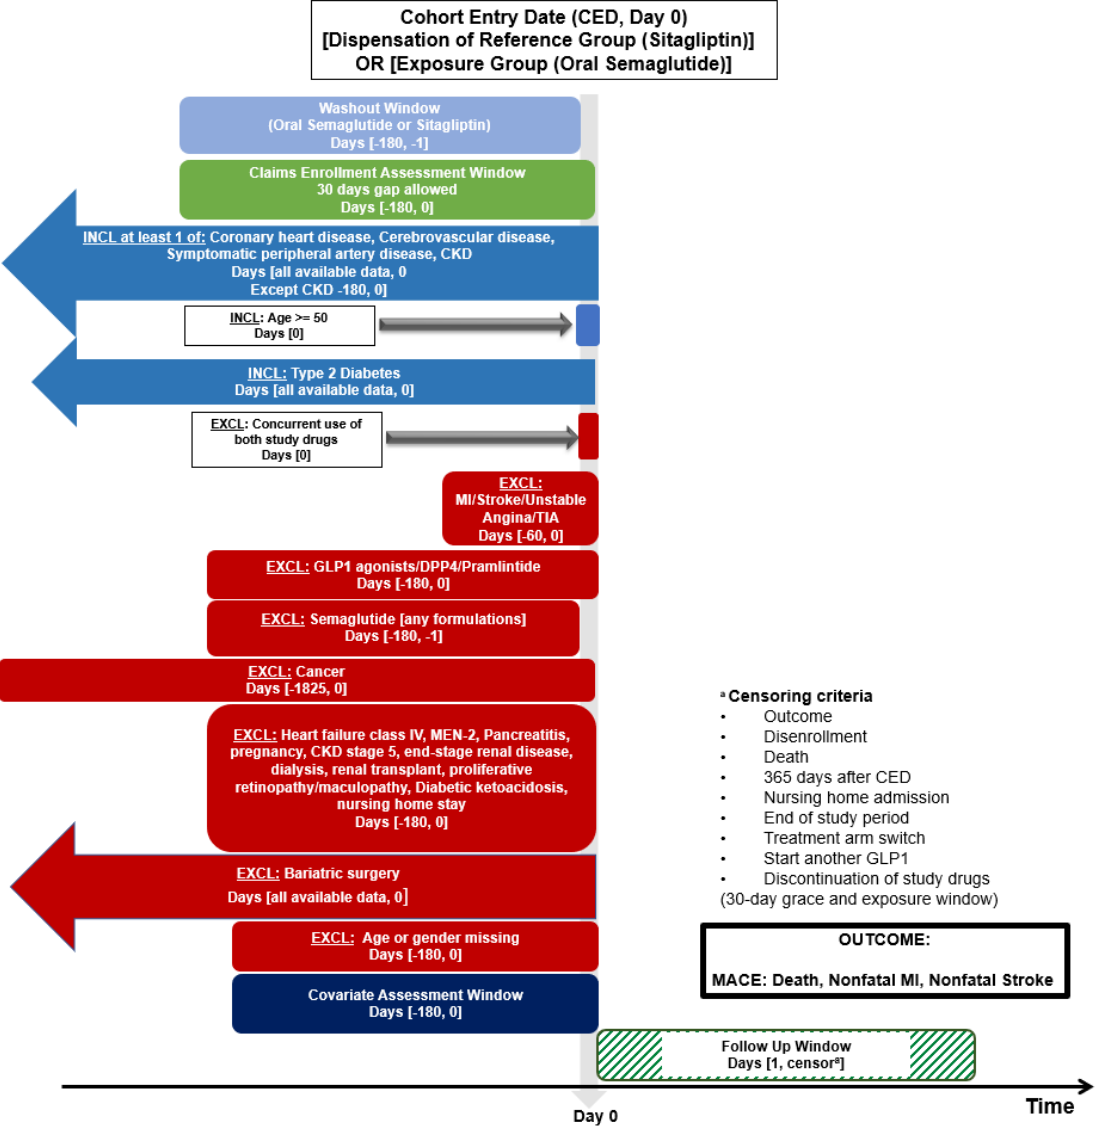 Cohort Entry Date (CED, Day 0)
[Dispensation of Reference Group (Sitagliptin)]
OR [Exposure Group (Oral Semaglutide)]
Washout Window
(Oral Semaglutide or Sitagliptin)
Days [-180, -1]
Claims Enrollment Assessment Window
30 days gap allowed
Days [-180, 0]
INCL at least 1 of: Coronary heart disease, Cerebrovascular disease,
Symptomatic peripheral artery disease, CKD
Days [all available data, 0
Except CKD -180, 0]
INCL: Age >= 50
Days [0]
INCL: Type 2 Diabetes
Days [all available data, 0]
EXCL: Concurrent use of
both study drugs
Days [0]
EXCL:
MI/Stroke/Unstable
Angina/TIA
Days [-60, 0]
EXCL: GLP1 agonists/DPP4/Pramlintide
Days [-180, 0]
EXCL: Semaglutide [any formulations]
Days [-180, -1]
EXCL: Cancer
Days [-1825, 0]
EXCL: Heart failure class IV, MEN-2, Pancreatitis,
pregnancy, CKD stage 5, end-stage renal disease,
dialysis, renal transplant, proliferative
retinopathy/maculopathy, Diabetic ketoacidosis,
nursing home stay
Days [-180, 0]
EXCL: Bariatric surgery
Days [all available data, 0]
EXCL: Age or gender missing
Days [-180, 0]
Covariate Assessment Window
Days [-180, 0]
ᵃ Censoring criteria
• Outcome
• Disenrollment
• Death
• 365 days after CED
• Nursing home admission
• End of study period
• Treatment arm switch
• Start another GLP1
• Discontinuation of study drugs
(30-day grace and exposure window)
OUTCOME:
MACE: Death, Nonfatal MI, Nonfatal Stroke
Follow Up Window
Days [1, censorᵃ]
Time
Day 0